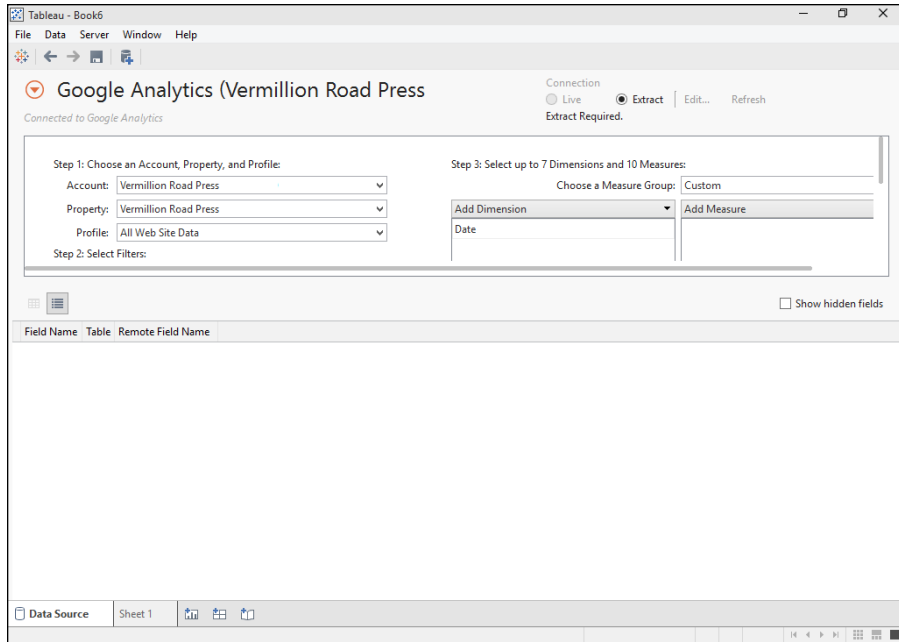 Tableau - Book6
File Data Server Window Help
Google Analytics (Vermillion Road Press
Connected to Google Analytics
Connection
Live Extract Edit... Refresh
Extract Required.
Step 1: Choose an Account, Property, and Profile:
Account: Vermillion Road Press
Property: Vermillion Road Press
Profile: All Web Site Data
Step 2: Select Filters:
Step 3: Select up to 7 Dimensions and 10 Measures:
Choose a Measure Group: Custom
Add Dimension Add Measure
Date
Show hidden fields
Field Name Table Remote Field Name
Data Source Sheet 1